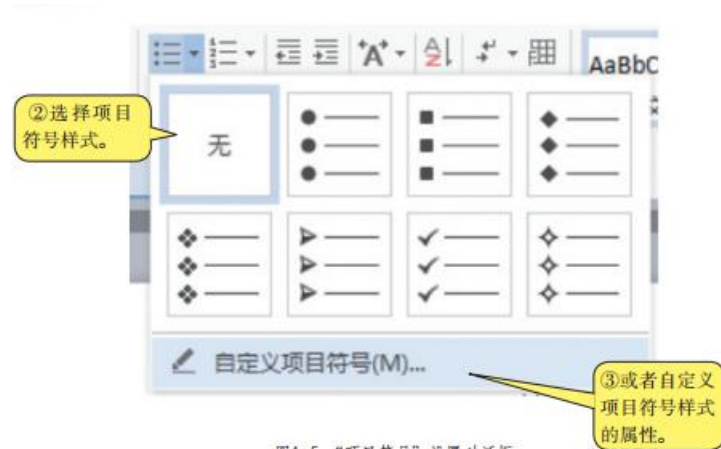 AaBbC
②选择项目
符号样式。
无
自定义项目符号(M)...
③或者自定义
项目符号样式
的属性。